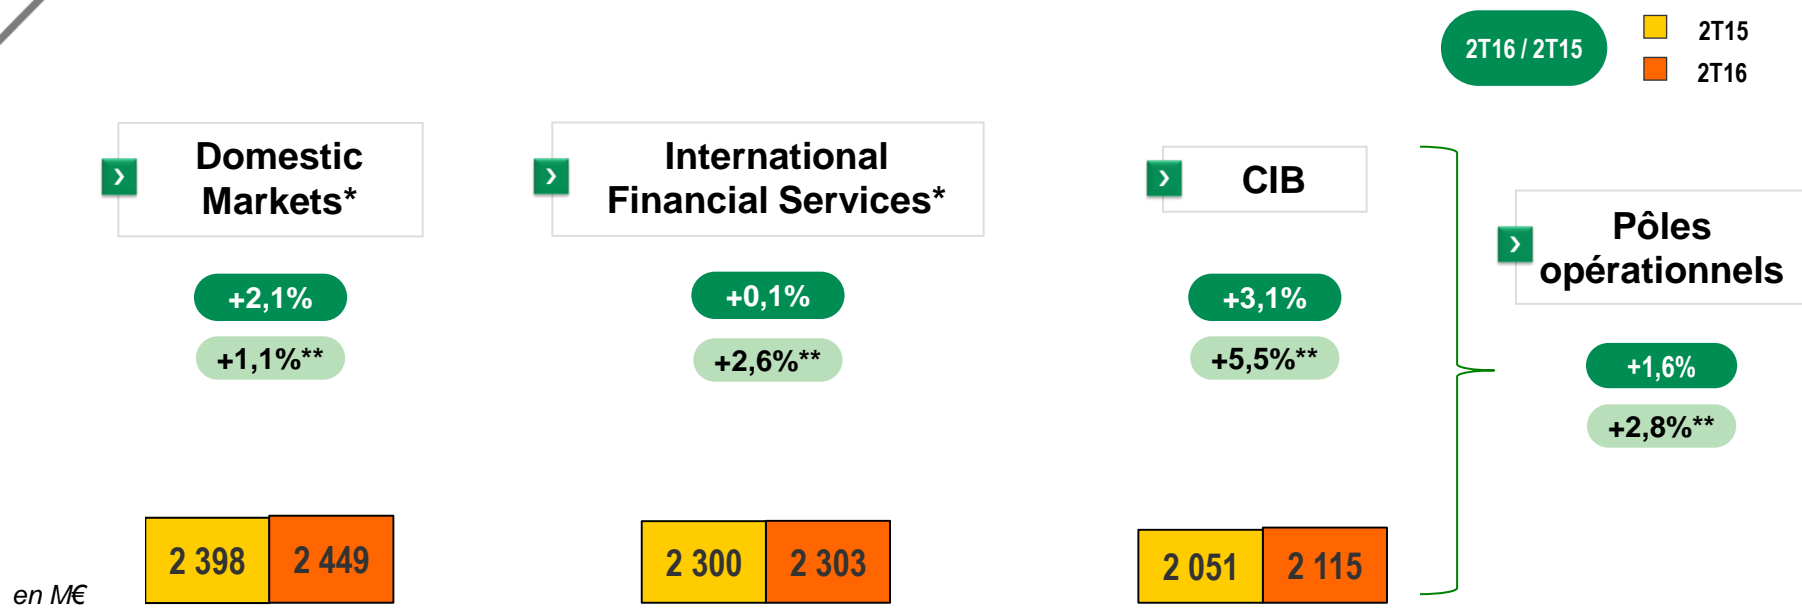 2T16 / 2T15
2T15
2T16
Domestic
Markets*
International
Financial Services*
CIB
Pôles
opérationnels
+2,1%
+0,1%
+3,1%
+1,1%**
+2,6%**
+5,5%**
+1,6%
+2,8%**
2 398
2 449
2 300
2 303
2 051
2 115
en M€